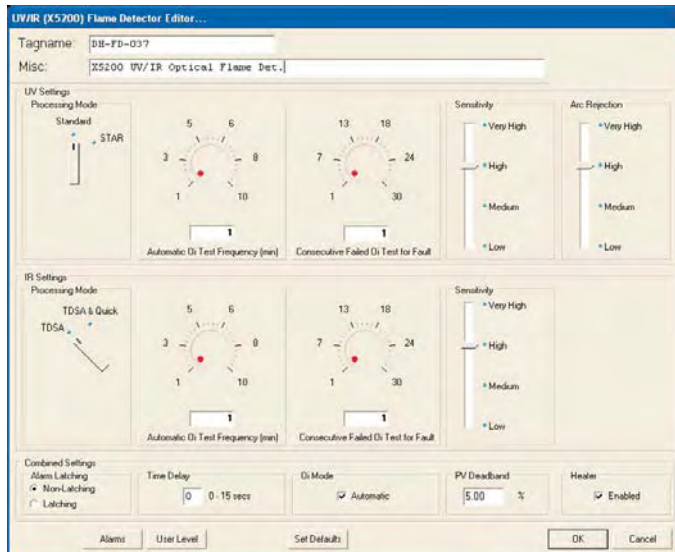 UV/IR (X5200) Flame Detector Editor...
Tagname: DH-FD-037
Misc: X5200 UV/IR Optical Flame Det.
UV Settings
Processing Mode
Standard
STAR
5 6
3 8
1 10
1
Automatic Oi Test Frequency (min)
13 18
7 24
1 30
1
Consecutive Failed Oi Test for Fault
Sensitivity
Very High
High
Medium
Low
Arc Rejection
Very High
High
Medium
Low
IR Settings
Processing Mode
TDSA & Quick
TDSA
5 6
3 8
1 10
1
Automatic Oi Test Frequency (min)
13 18
7 24
1 30
1
Consecutive Failed Oi Test for Fault
Sensitivity
Very High
High
Medium
Low
Combined Settings
Alarm Latching
Non-Latching
Latching
Time Delay
0 0 - 15 secs
Oi Mode
Automatic
PV Deadband
5.00 %
Heater
Enabled
Alarms User Level Set Defaults OK Cancel